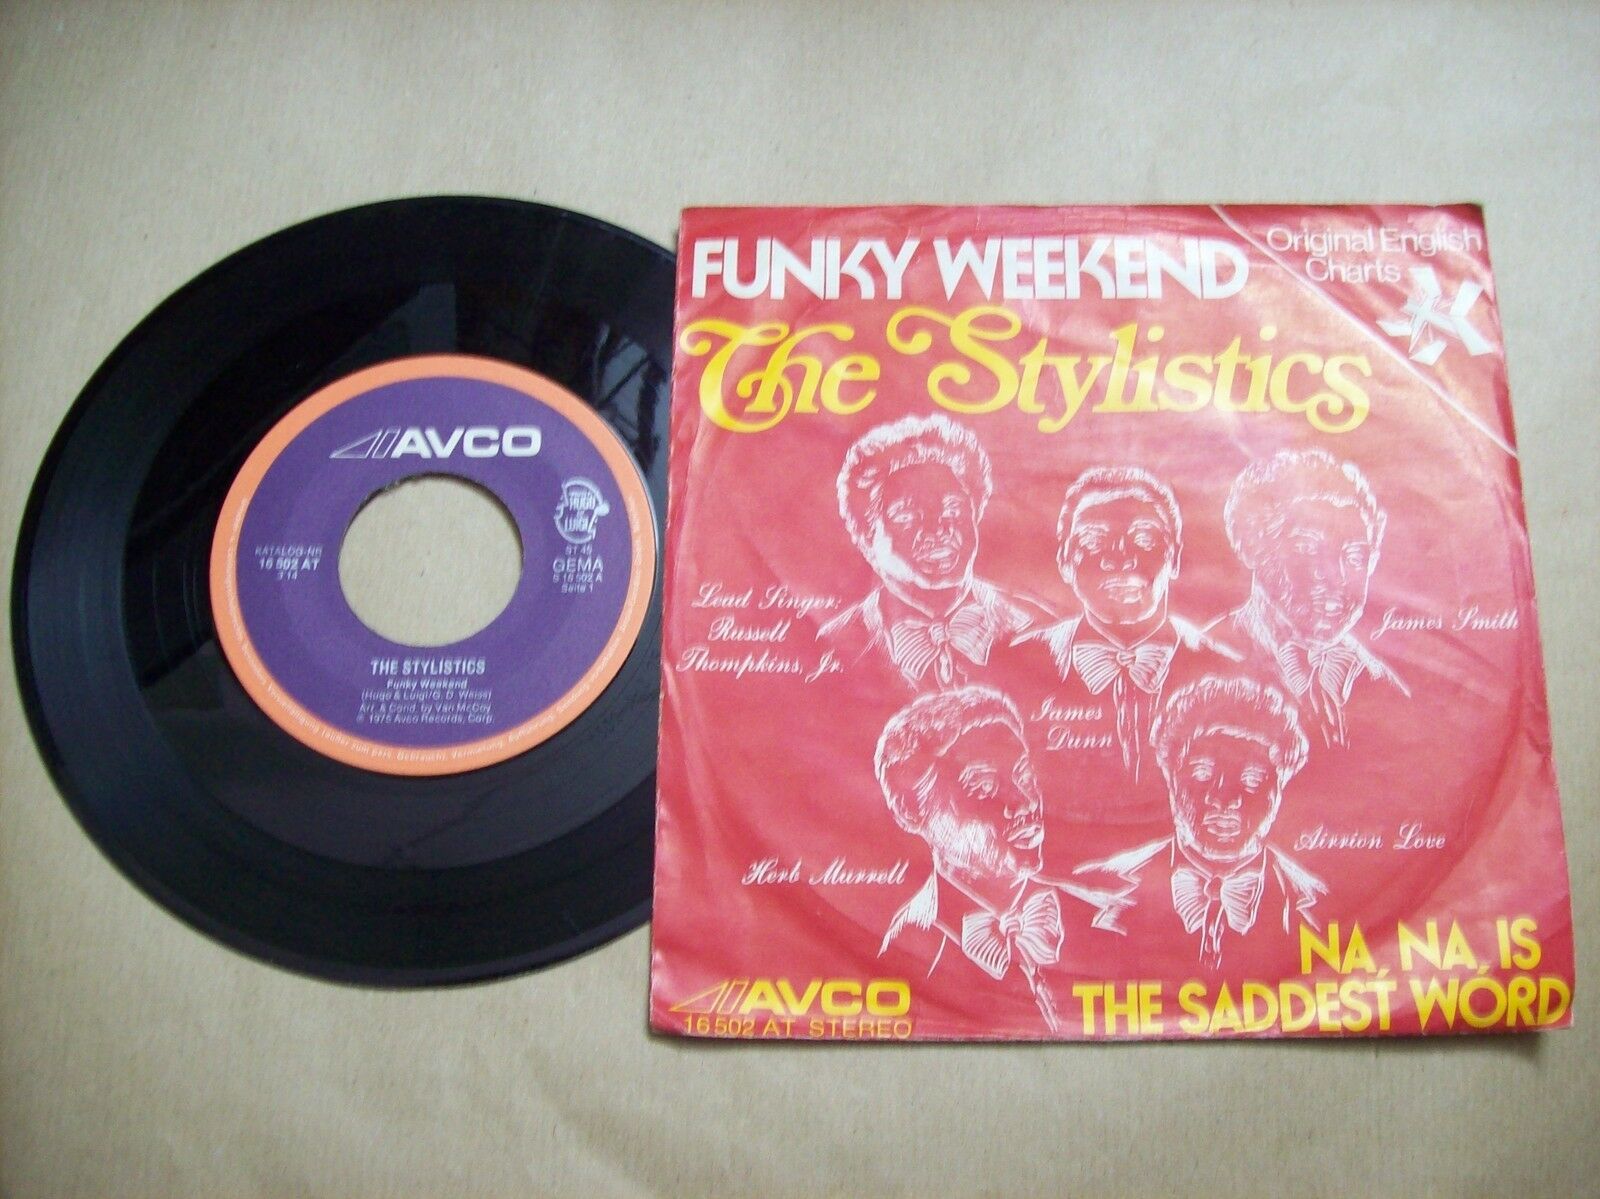 AVCO
HUGO
LUIGI
KATALOG-NR
16 502 AT
3'14
ST 45
GEMA
S 16 502 A
Seite 1
THE STYLISTICS
Funky Weekend
(Hugo & Luigi/G. D. Weiss)
Arr. & Cond. by Van McCoy
℗ 1975 Avco Records, Corp.
FUNKY WEEKEND
Original English
Charts
The Stylistics
Lead Singer:
Russell
Thompkins, Jr.
James Smith
James
Dunn
Airrion Love
Herb Murrell
NA, NA, IS
THE SADDEST WORD
AVCO
16 502 AT STEREO